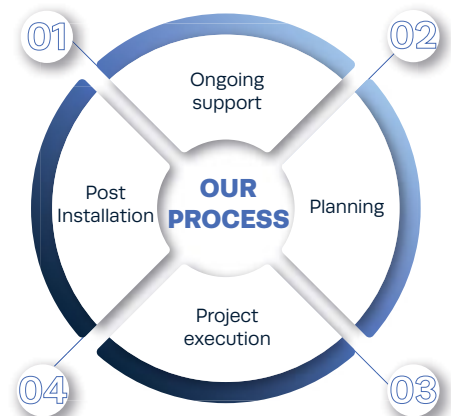 01
02
Ongoing
support
Post
Installation
OUR
PROCESS
Planning
Project
execution
04
03